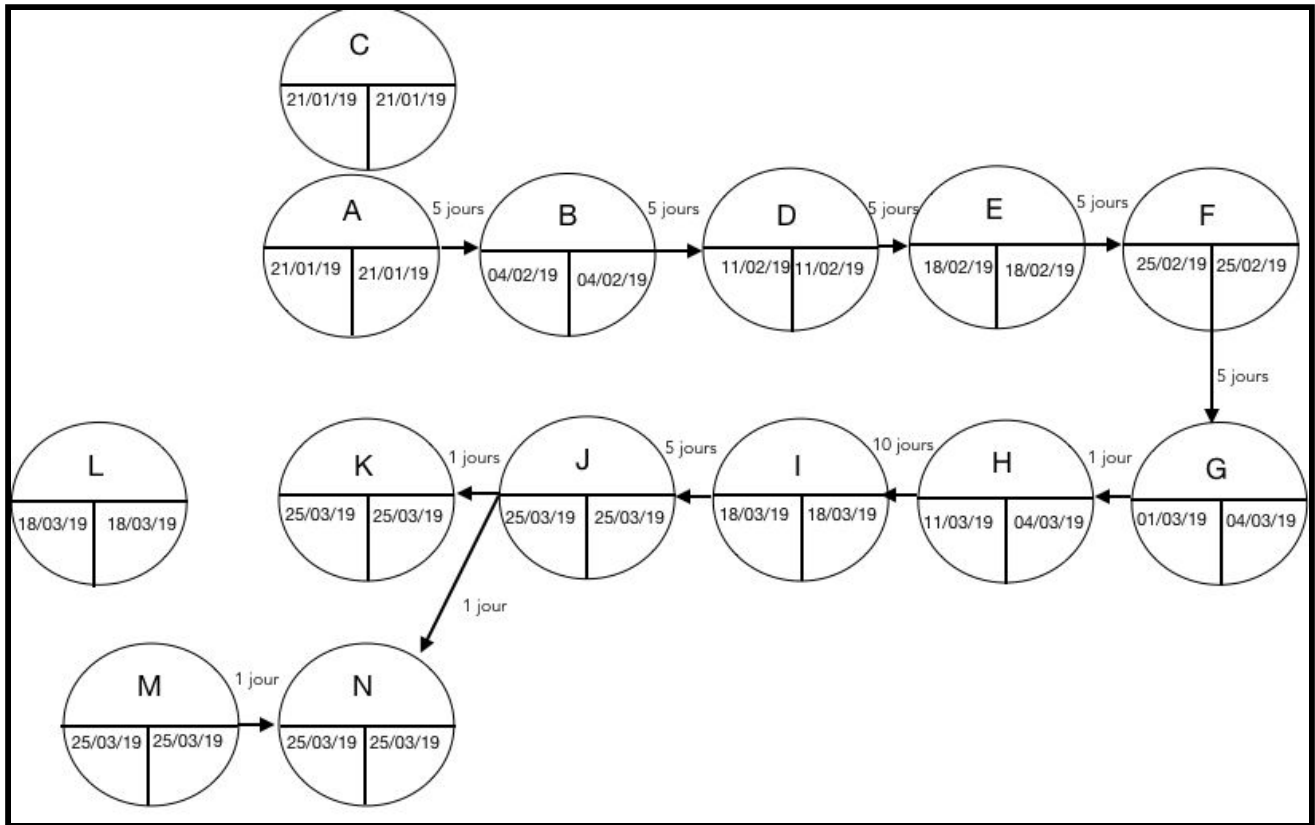 C
21/01/19 21/01/19
A
21/01/19 21/01/19
5 jours
B
04/02/19 04/02/19
5 jours
D
11/02/19 11/02/19
5 jours
E
18/02/19 18/02/19
5 jours
F
25/02/19 25/02/19
5 jours
L
18/03/19 18/03/19
K
25/03/19 25/03/19
1 jours
J
25/03/19 25/03/19
5 jours
I
18/03/19 18/03/19
10 jours
H
11/03/19 04/03/19
1 jour
G
01/03/19 04/03/19
1 jour
M
25/03/19 25/03/19
1 jour
N
25/03/19 25/03/19